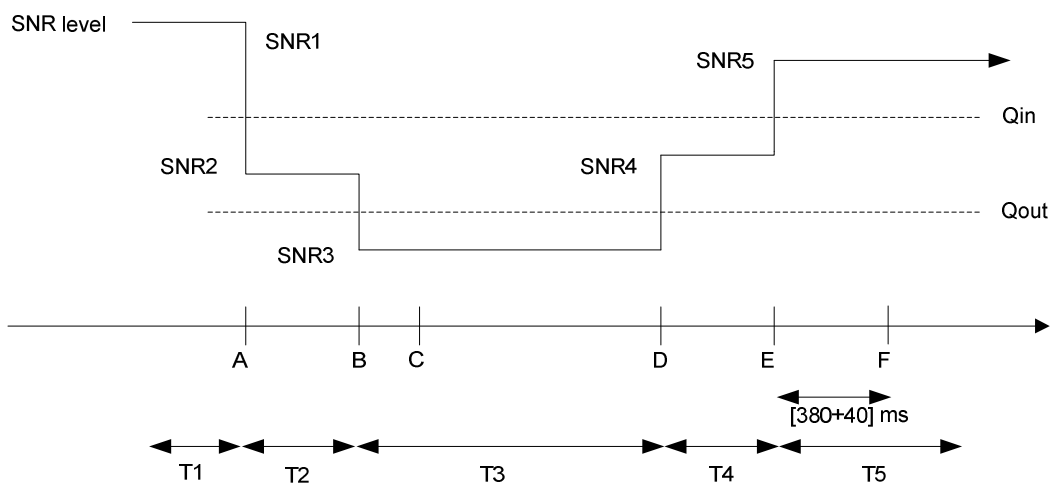 SNR level
SNR1
SNR5
Qin
SNR2
SNR4
Qout
SNR3
A
B
C
D
E
F
[380+40] ms
T1
T2
T3
T4
T5